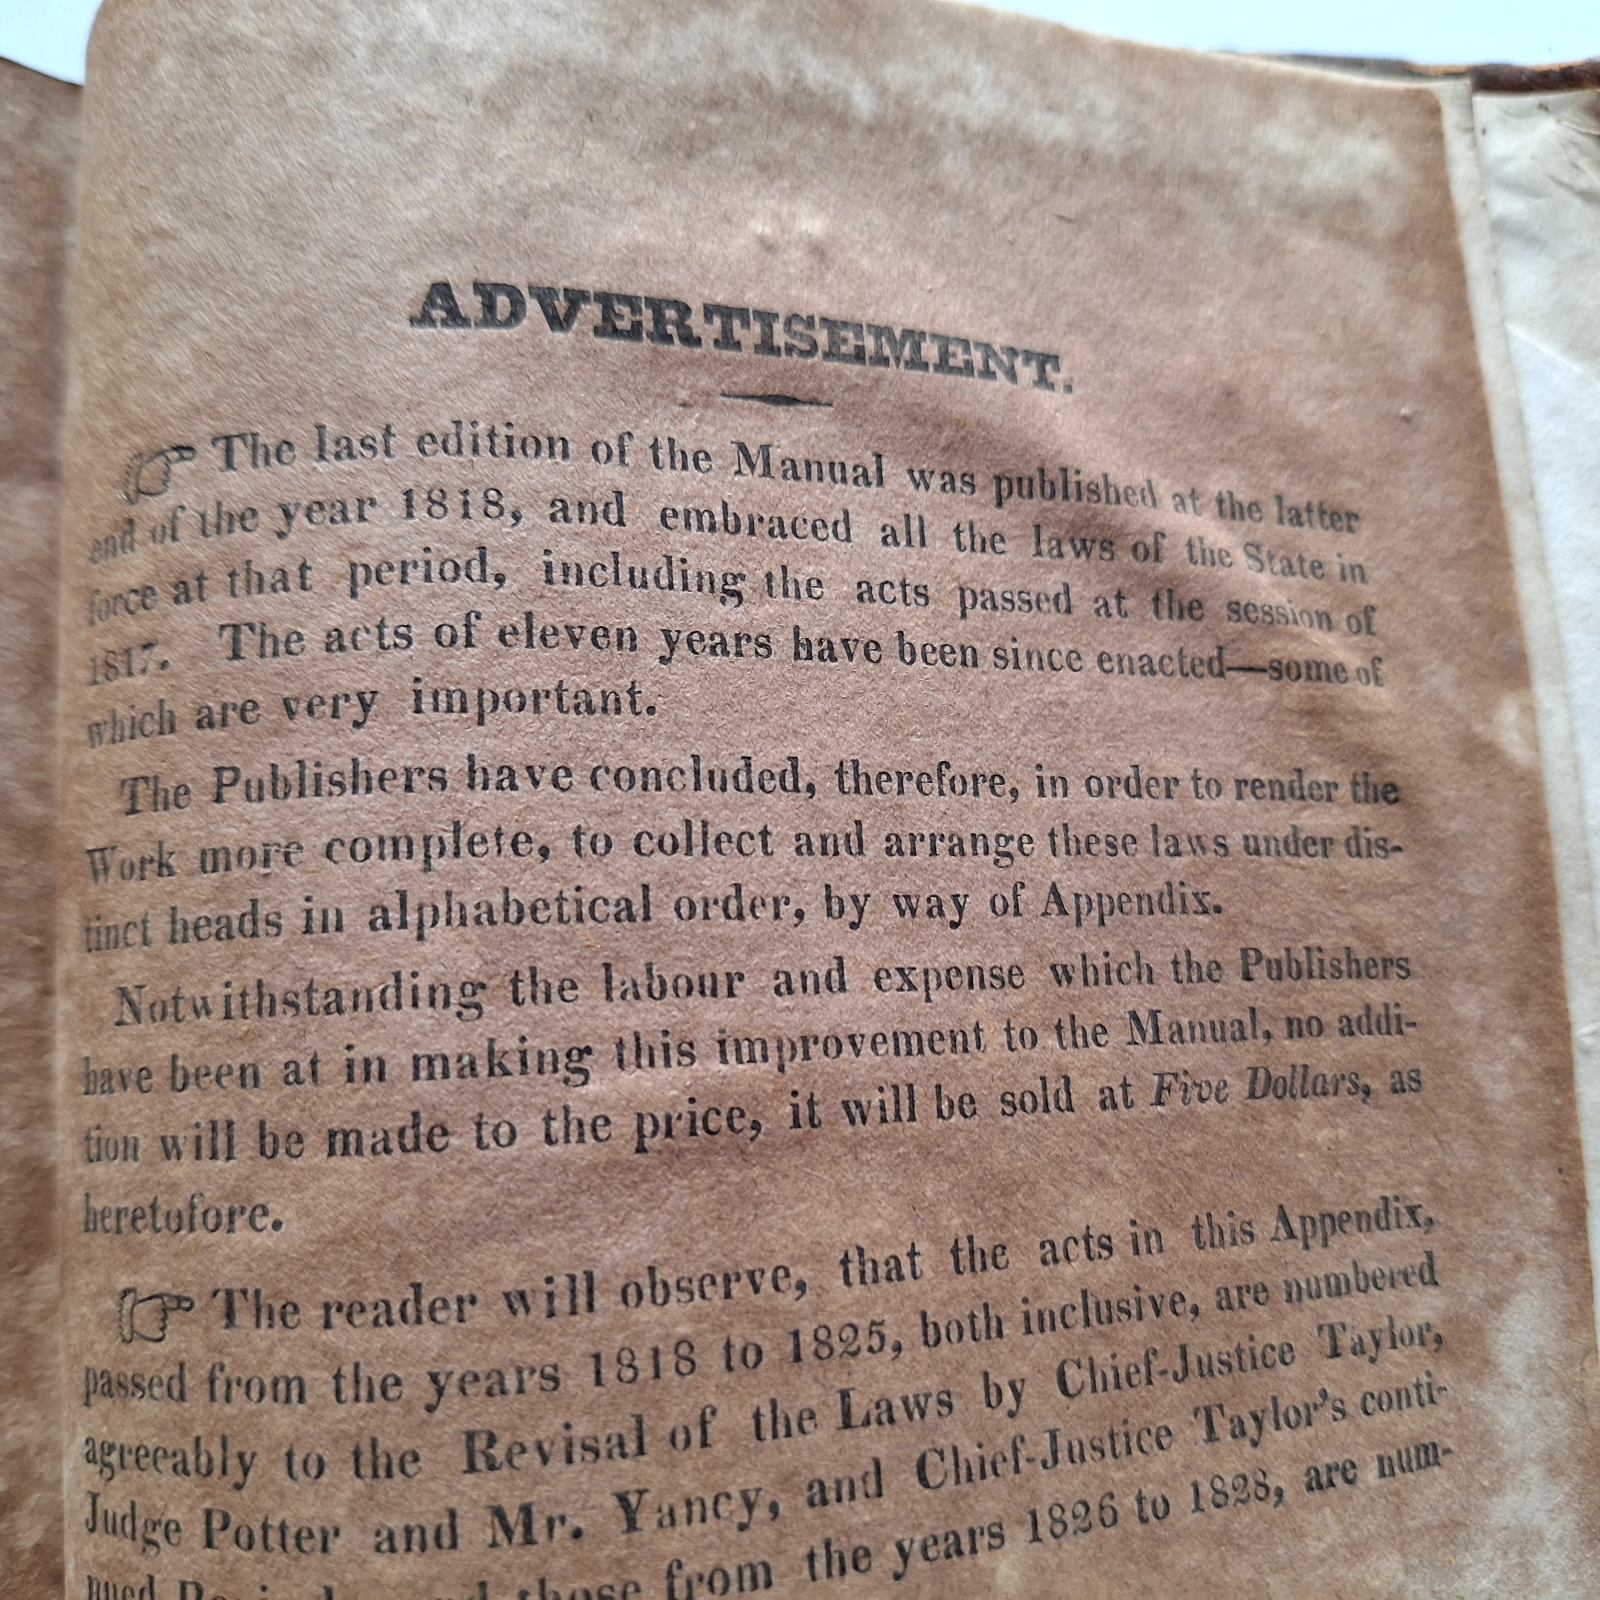 ADVERTISEMENT.
☞ The last edition of the Manual was published at the latter
end of the year 1818, and embraced all the laws of the State in
force at that period, including the acts passed at the session of
1817. The acts of eleven years have been since enacted—some of
which are very important.
The Publishers have concluded, therefore, in order to render the
Work more complete, to collect and arrange these laws under dis-
tinct heads in alphabetical order, by way of Appendix.
Notwithstanding the labour and expense which the Publishers
have been at in making this improvement to the Manual, no addi-
tion will be made to the price, it will be sold at Five Dollars, as
heretofore.
☞ The reader will observe, that the acts in this Appendix,
passed from the years 1818 to 1825, both inclusive, are numbered
agreeably to the Revisal of the Laws by Chief-Justice Taylor,
Judge Potter and Mr. Yancy, and Chief-Justice Taylor's conti-
nued those from the years 1826 to 1828, are num-